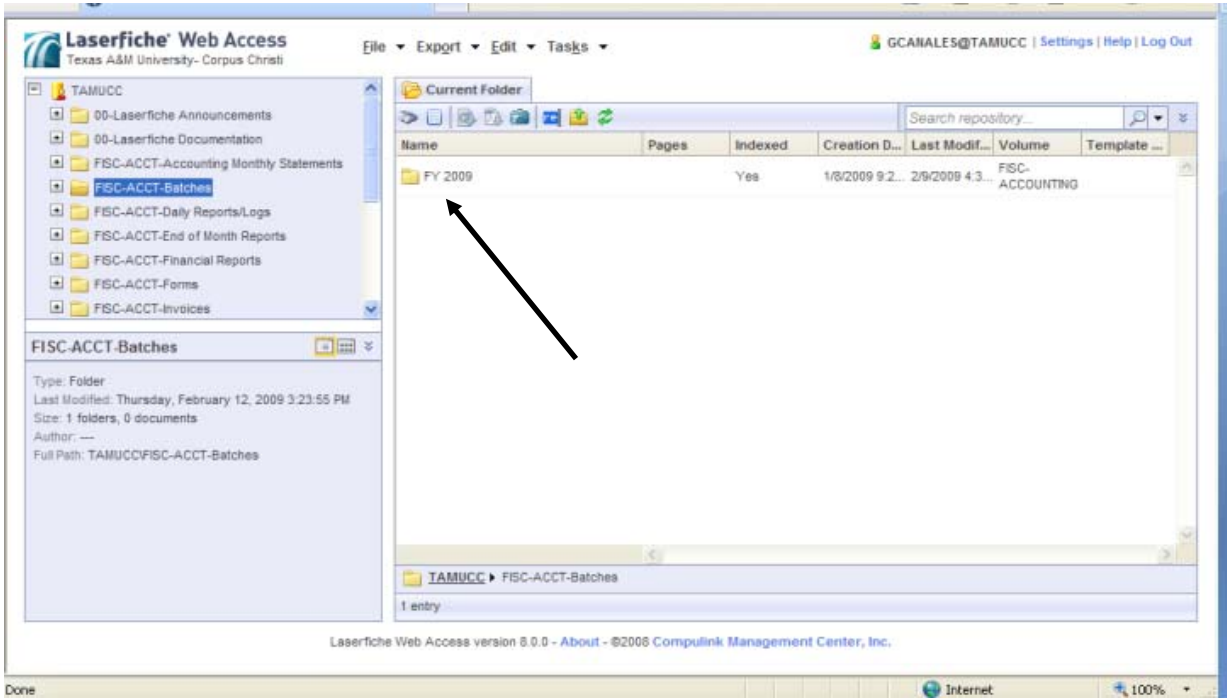 Laserfiche® Web Access
Texas A&M University- Corpus Christi
File Export Edit Tasks
GCANALES@TAMUCC | Settings | Help | Log Out
TAMUCC
00-Laserfiche Announcements
00-Laserfiche Documentation
FISC-ACCT-Accounting Monthly Statements
FISC-ACCT-Batches
FISC-ACCT-Daily Reports/Logs
FISC-ACCT-End of Month Reports
FISC-ACCT-Financial Reports
FISC-ACCT-Forms
FISC-ACCT-Invoices
FISC-ACCT-Batches
Type: Folder
Last Modified: Thursday, February 12, 2009 3:23:55 PM
Size: 1 folders, 0 documents
Author: ---
Full Path: TAMUCC\FISC-ACCT-Batches
Current Folder
Search repository...
Name Pages Indexed Creation D... Last Modif... Volume Template ...
FY 2009 Yes 1/8/2009 9:2... 2/9/2009 4:3... FISC-
ACCOUNTING
TAMUCC FISC-ACCT-Batches
1 entry
Laserfiche Web Access version 8.0.0 - About - ©2008 Compulink Management Center, Inc.
Done Internet 100%